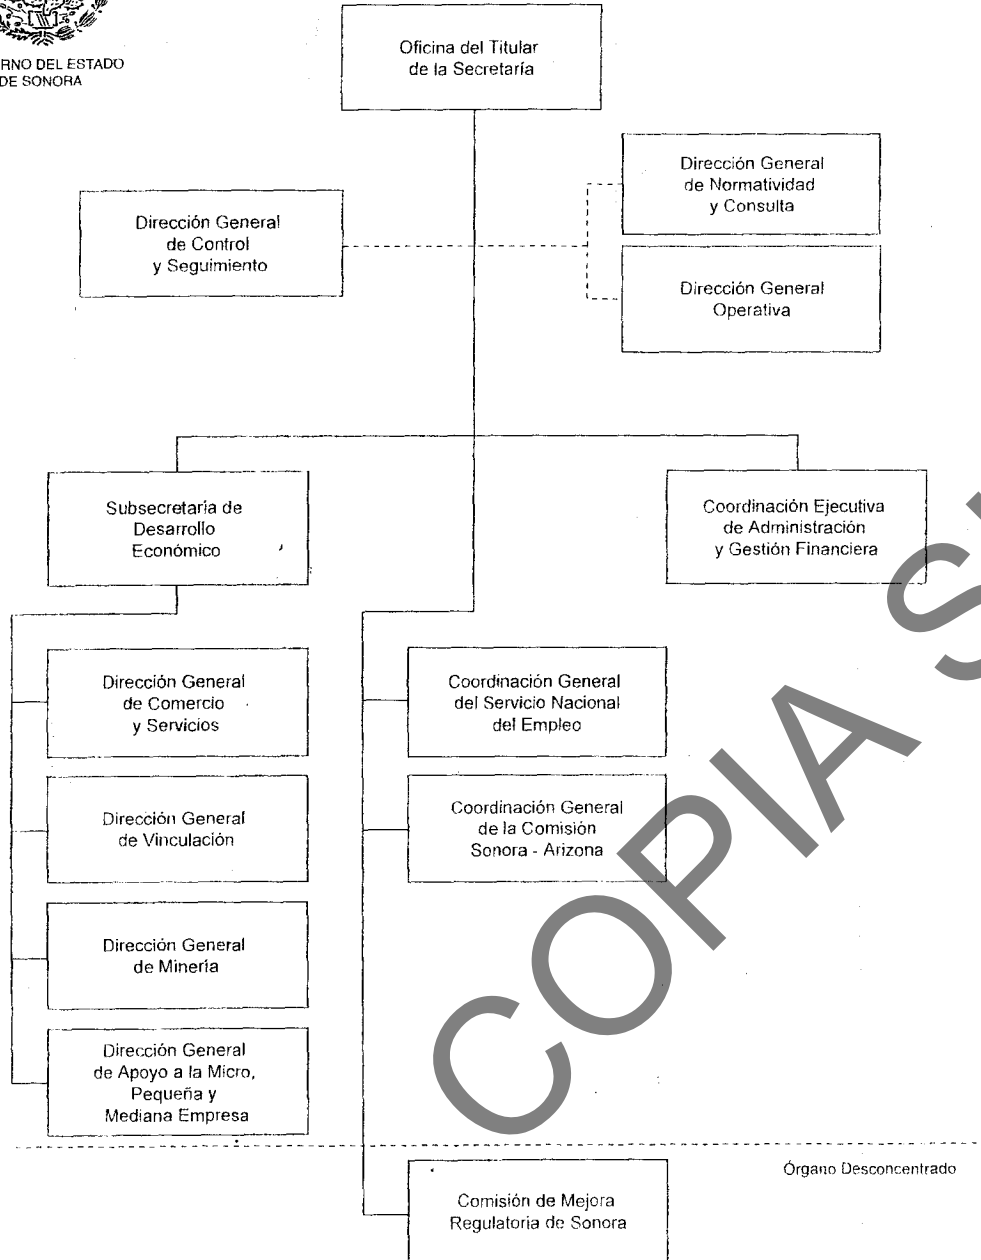 RNO DEL ESTADO
DE SONORA
Oficina del Titular
de la Secretaría
Dirección General
de Normatividad
y Consulta
Dirección General
de Control
y Seguimiento
Dirección General
Operativa
Subsecretaría de
Desarrollo
Económico
Coordinación Ejecutiva
de Administración
y Gestión Financiera
Dirección General
de Comercio
y Servicios
Coordinación General
del Servicio Nacional
del Empleo
Dirección General
de Vinculación
Coordinación General
de la Comisión
Sonora - Arizona
Dirección General
de Minería
Dirección General
de Apoyo a la Micro,
Pequeña y
Mediana Empresa
Órgano Desconcentrado
Comisión de Mejora
Regulatoria de Sonora
COPIA S